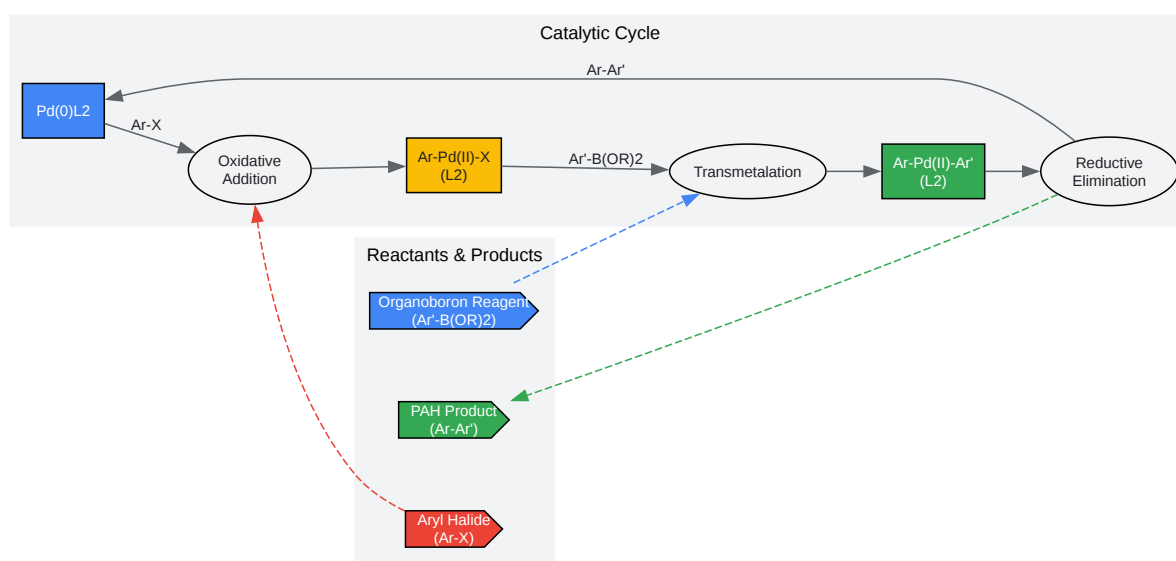 Catalytic Cycle
Ar-Ar'
Pd(0)L2
Ar-X
Oxidative
Addition
Ar-Pd(II)-X
(L2)
Ar'-B(OR)2
Transmetalation
Ar-Pd(II)-Ar'
(L2)
Reductive
Elimination
Reactants & Products
Organoboron Reagent
(Ar'-B(OR)2)
PAH Product
(Ar-Ar')
Aryl Halide
(Ar-X)